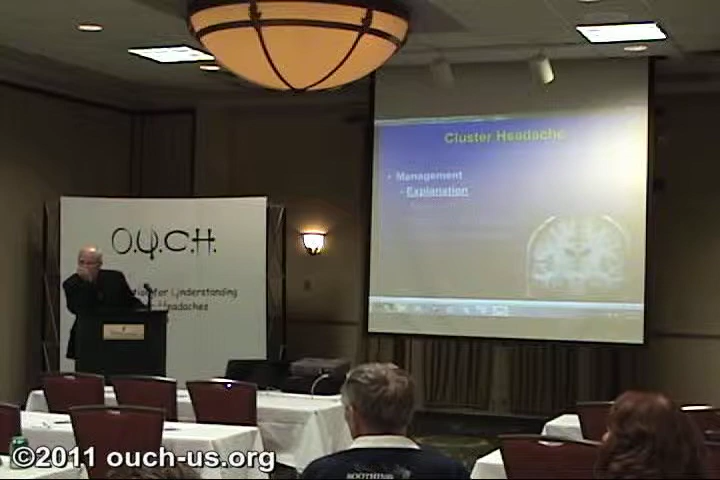 Cluster Headache
• Management
- Explanation
O.U.C.H.
for Understanding
Headaches
©2011 ouch-us.org